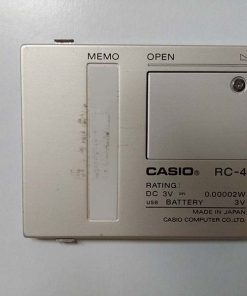 MEMO OPEN
CASIO® RC-4
RATING:
DC 3V ⎓ 0.00002W
use BATTERY 3V
MADE IN JAPAN
CASIO COMPUTER CO.,LTD.